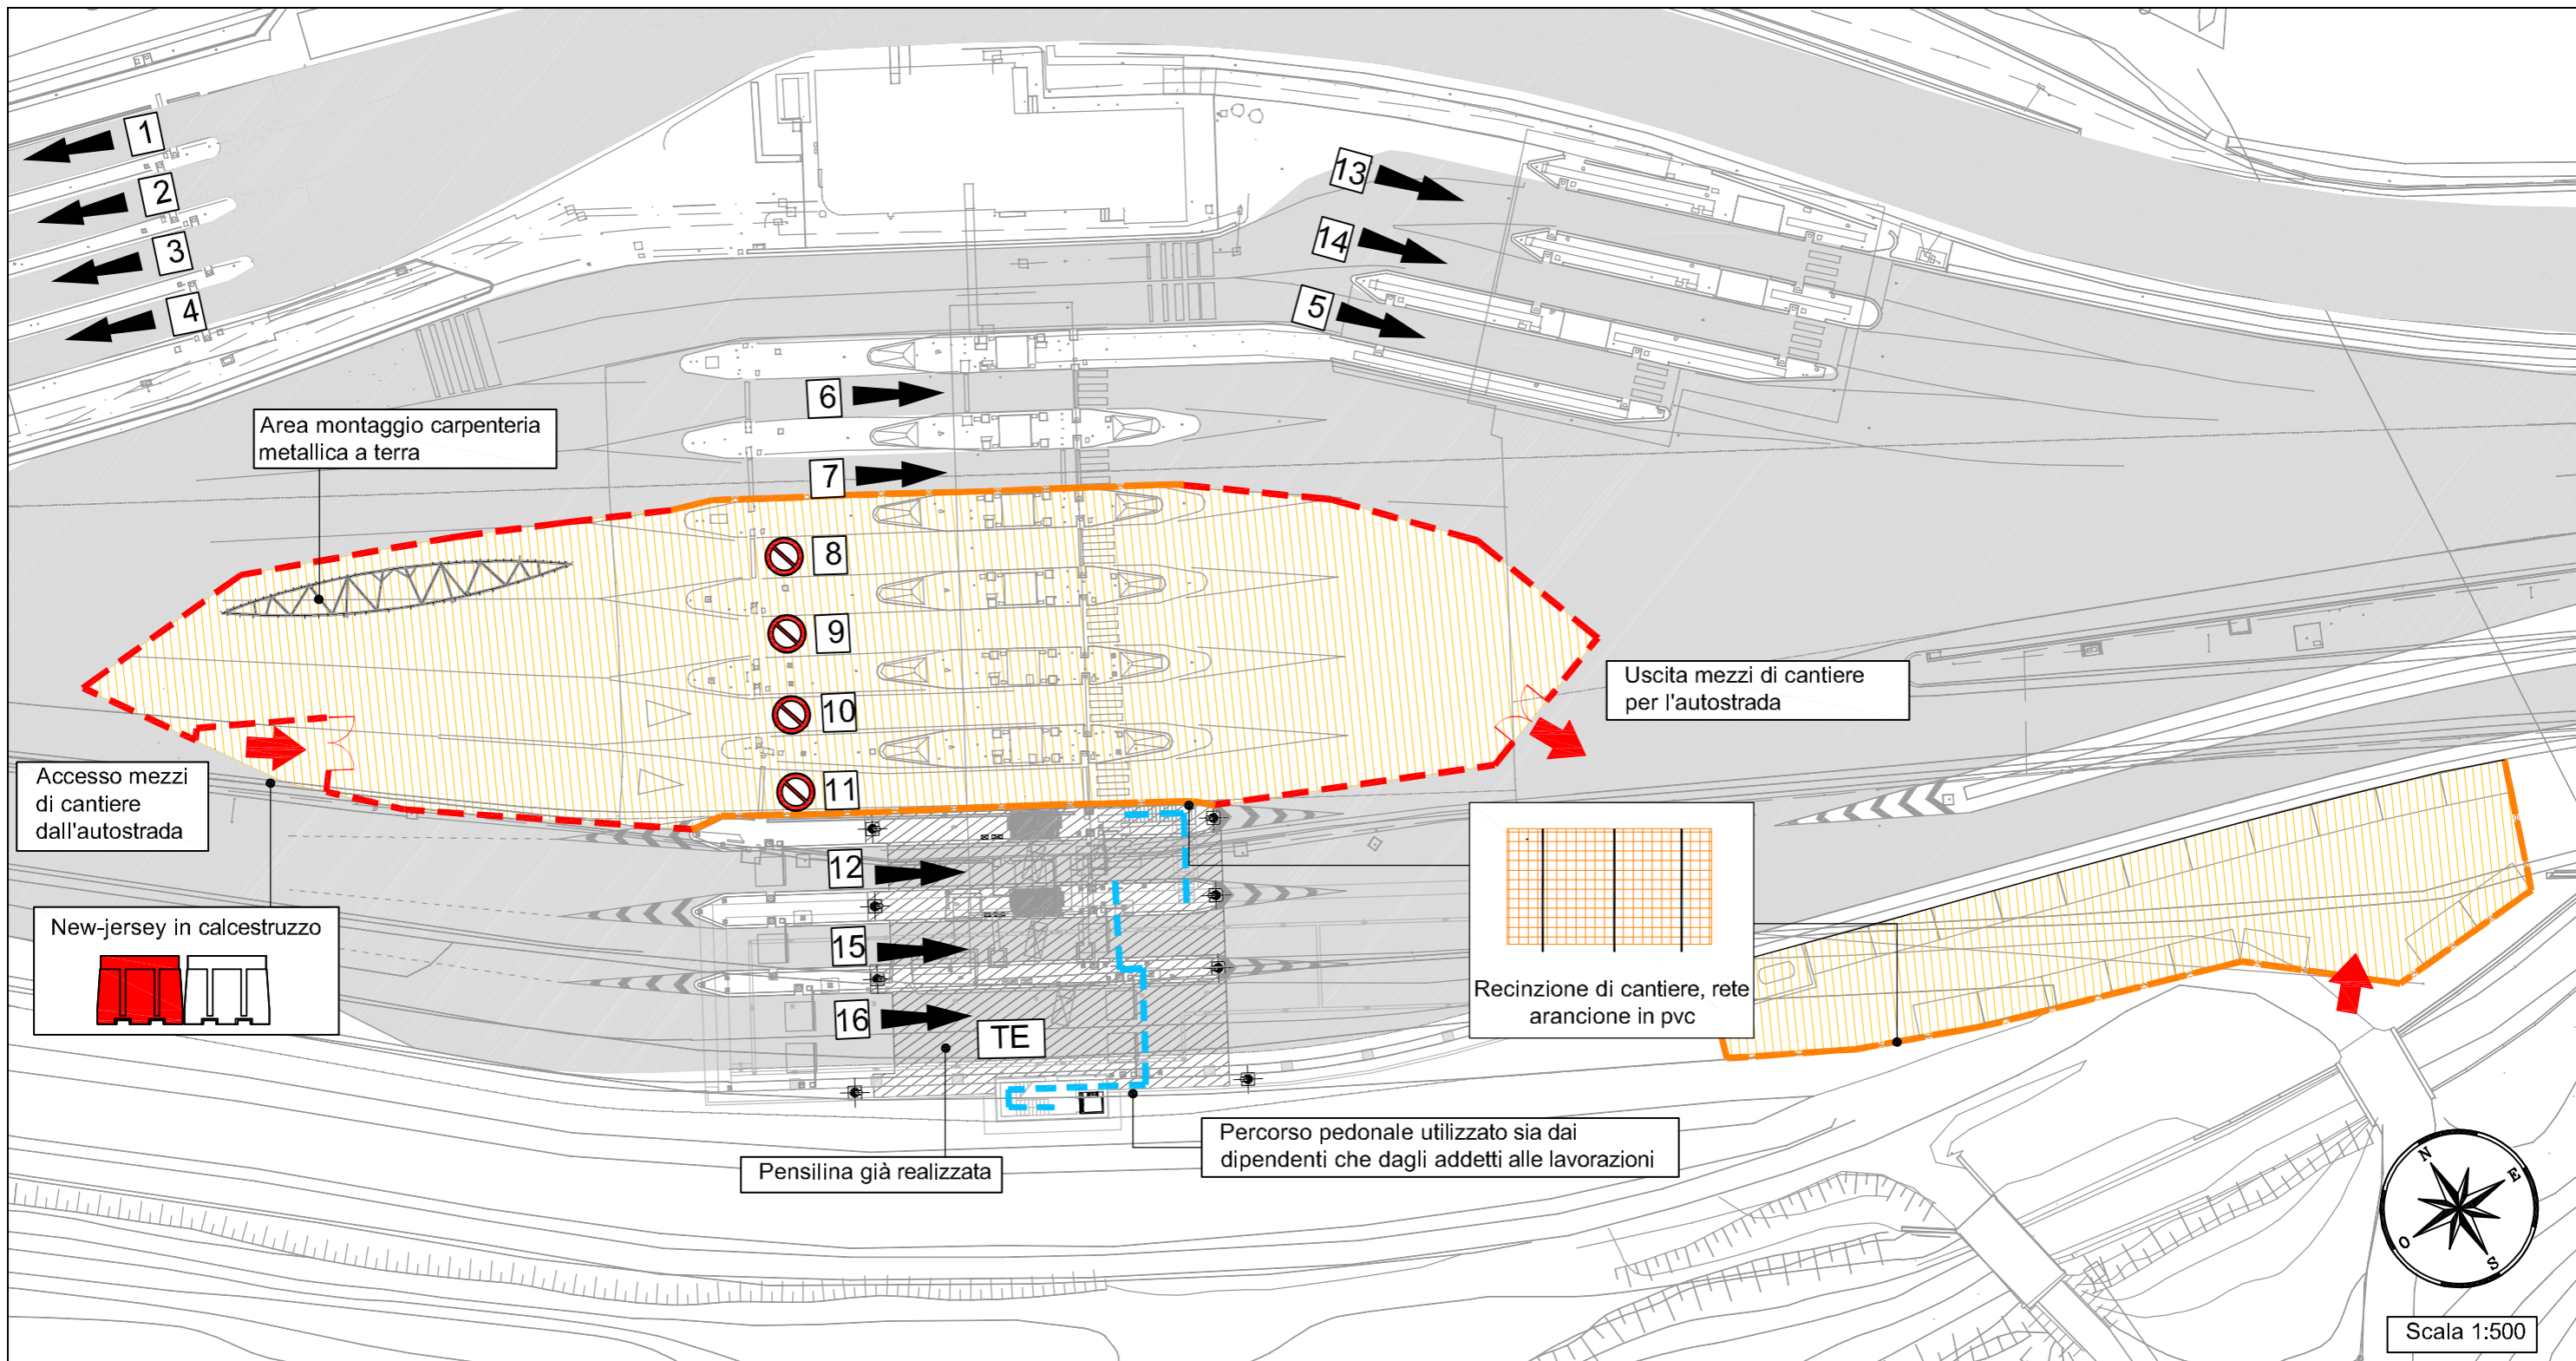 1
2
3
4
13
14
5
6
7
Area montaggio carpenteria
metallica a terra
8
9
10
11
Uscita mezzi di cantiere
per l'autostrada
Accesso mezzi
di cantiere
dall'autostrada
New-jersey in calcestruzzo
12
15
16
TE
Recinzione di cantiere, rete
arancione in pvc
Percorso pedonale utilizzato sia dai
dipendenti che dagli addetti alle lavorazioni
Pensilina già realizzata
N
E
O
S
Scala 1:500